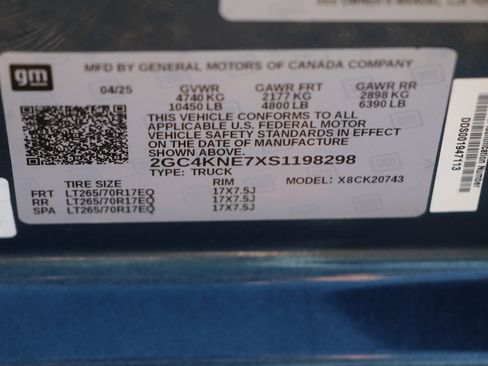 gm
MFD BY GENERAL MOTORS OF CANADA COMPANY
04/25 GVWR GAWR FRT GAWR RR
4740 KG 2177 KG 2898 KG
10450 LB 4800 LB 6390 LB
THIS VEHICLE CONFORMS TO ALL
APPLICABLE U.S. FEDERAL MOTOR
VEHICLE SAFETY STANDARDS IN EFFECT
ON THE DATE OF MANUFACTURE
SHOWN ABOVE.
2GC4KNE7XS1198298
TYPE: TRUCK MODEL: X8CK20743
TIRE SIZE RIM
FRT LT265/70R17EQ 17X7.5J
RR LT265/70R17EQ 17X7.5J
SPA LT265/70R17EQ 17X7.5J
Number
DDS001947113